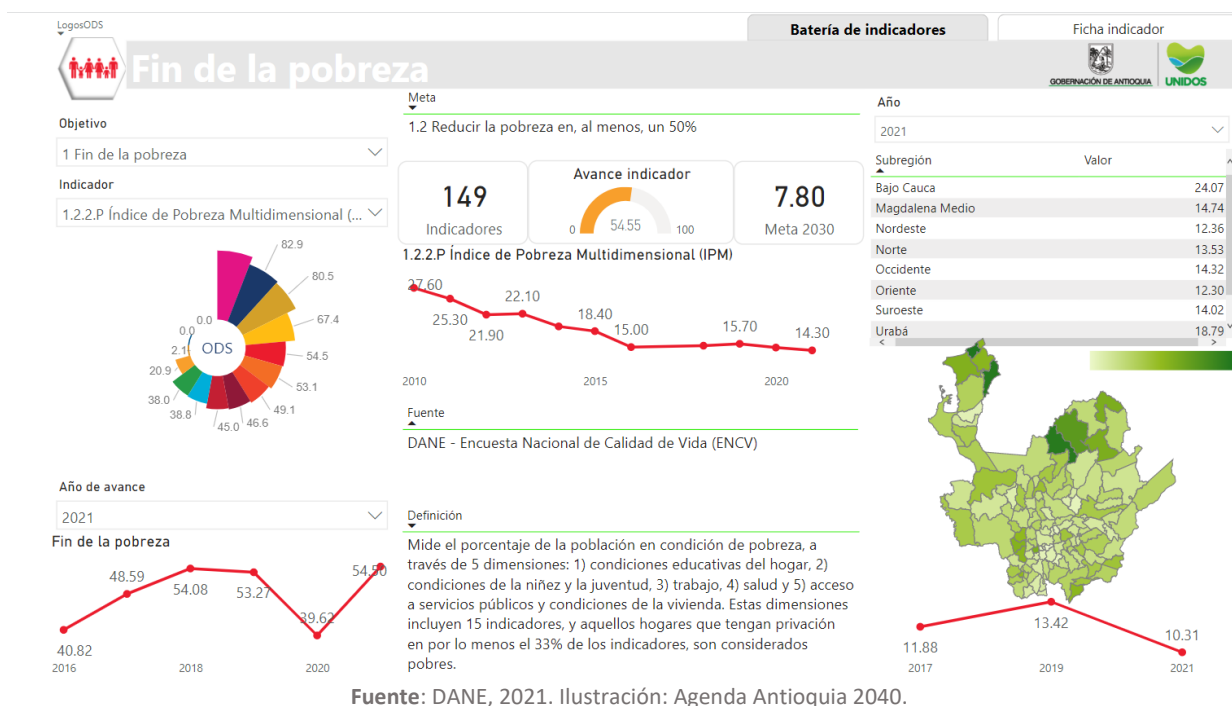 LogosODS
Batería de indicadores
Ficha indicador
Fin de la pobreza
GOBERNACIÓN DE ANTIOQUIA
UNIDOS
Objetivo
1 Fin de la pobreza
Indicador
1.2.2.P Índice de Pobreza Multidimensional (...
82.9
80.5
67.4
54.5
53.1
49.1
46.6
45.0
38.8
38.0
20.9
2.1
0.0
0.0
ODS
Año de avance
2021
Fin de la pobreza
40.82
48.59
54.08
53.27
39.62
54.50
2016
2018
2020
Meta
1.2 Reducir la pobreza en, al menos, un 50%
149
Indicadores
Avance indicador
0
54.55
100
7.80
Meta 2030
1.2.2.P Índice de Pobreza Multidimensional (IPM)
27.60
25.30
21.90
22.10
18.40
15.00
15.70
14.30
2010
2015
2020
Fuente
DANE - Encuesta Nacional de Calidad de Vida (ENCV)
Definición
Mide el porcentaje de la población en condición de pobreza, a
través de 5 dimensiones: 1) condiciones educativas del hogar, 2)
condiciones de la niñez y la juventud, 3) trabajo, 4) salud y 5) acceso
a servicios públicos y condiciones de la vivienda. Estas dimensiones
incluyen 15 indicadores, y aquellos hogares que tengan privación
en por lo menos el 33% de los indicadores, son considerados
pobres.
Año
2021
Subregión Valor
Bajo Cauca 24.07
Magdalena Medio 14.74
Nordeste 12.36
Norte 13.53
Occidente 14.32
Oriente 12.30
Suroeste 14.02
Urabá 18.79
11.88
13.42
10.31
2017
2019
2021
Fuente: DANE, 2021. Ilustración: Agenda Antioquia 2040.